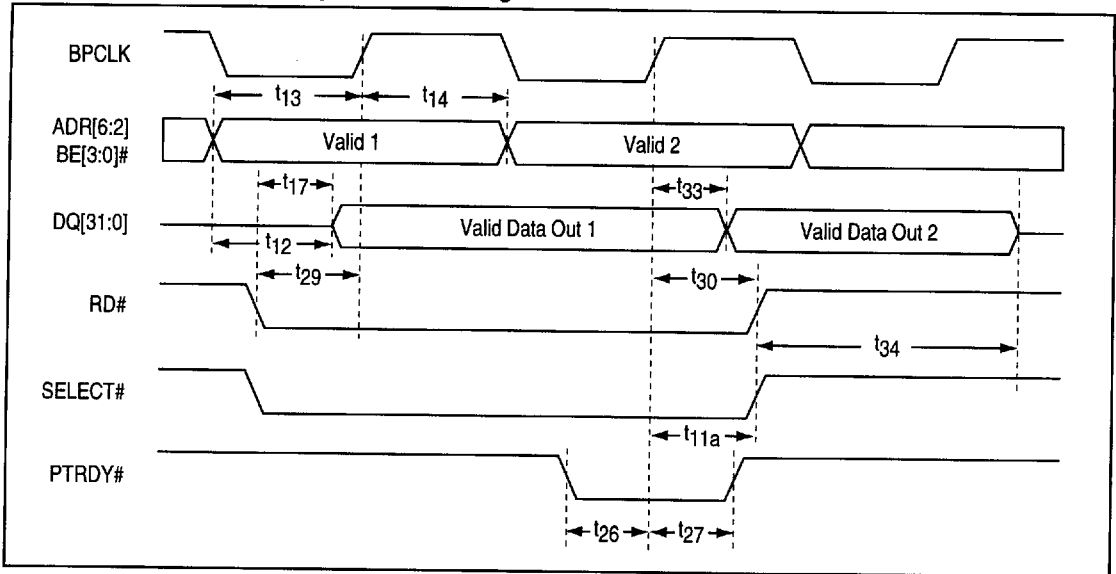 BPCLK
t13
t14
ADR[6:2]
BE[3:0]#
Valid 1
Valid 2
t17
t33
DQ[31:0]
Valid Data Out 1
Valid Data Out 2
t12
t29
t30
RD#
t34
SELECT#
t11a
PTRDY#
t26
t27